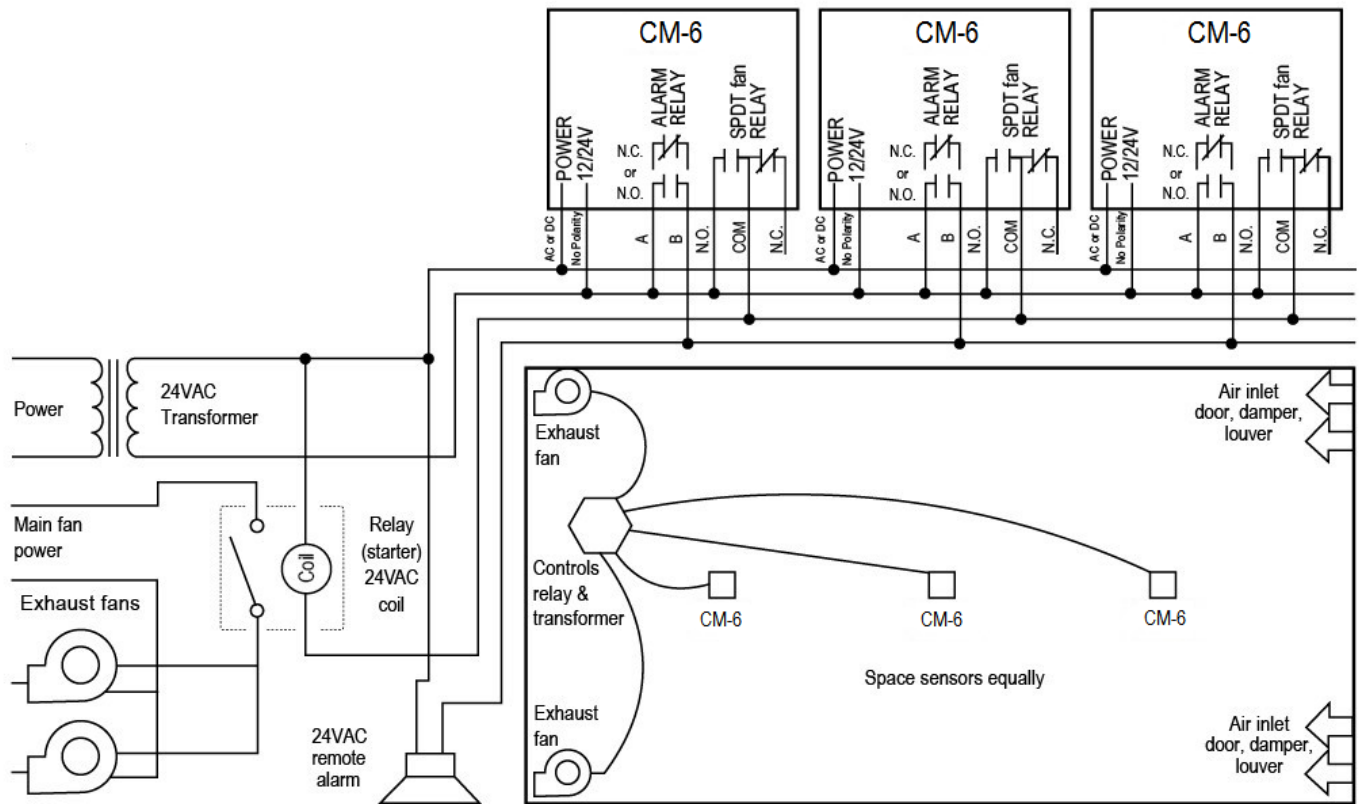 CM-6
POWER
12/24V
ALARM
RELAY
SPDT fan
RELAY
N.C.
or
N.O.
AC or DC
No Polarity
A
B
N.O.
COM
N.C.
CM-6
POWER
12/24V
ALARM
RELAY
SPDT fan
RELAY
N.C.
or
N.O.
AC or DC
No Polarity
A
B
N.O.
COM
N.C.
CM-6
POWER
12/24V
ALARM
RELAY
SPDT fan
RELAY
N.C.
or
N.O.
AC or DC
No Polarity
A
B
N.O.
COM
N.C.
Power
24VAC
Transformer
Main fan
power
Coil
Relay
(starter)
24VAC
coil
Exhaust fans
24VAC
remote
alarm
Exhaust
fan
Air inlet
door, damper,
louver
Controls
relay &
transformer
CM-6
CM-6
CM-6
Space sensors equally
Exhaust
fan
Air inlet
door, damper,
louver